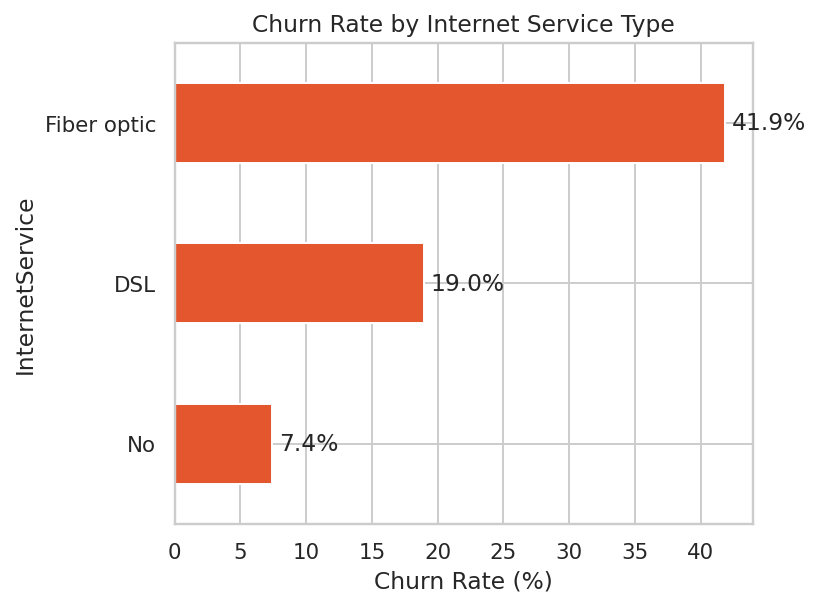 Churn Rate by Internet Service Type
InternetService
Fiber optic
41.9%
DSL
19.0%
No
7.4%
0 5 10 15 20 25 30 35 40
Churn Rate (%)